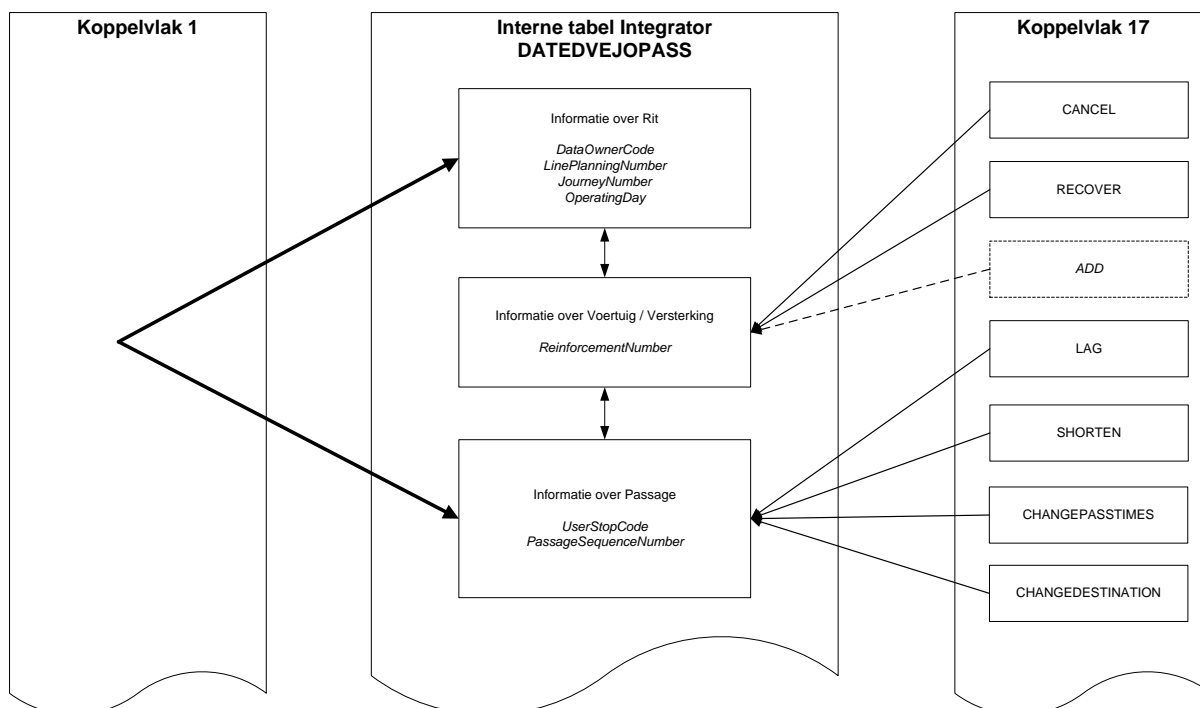 Koppelvlak 1
Interne tabel Integrator
DATEDVEJOPASS
Informatie over Rit
DataOwnerCode
LinePlanningNumber
JourneyNumber
OperatingDay
Informatie over Voertuig / Versterking
ReinforcementNumber
Informatie over Passage
UserStopCode
PassageSequenceNumber
Koppelvlak 17
CANCEL
RECOVER
ADD
LAG
SHORTEN
CHANGEPASSTIMES
CHANGEDESTINATION